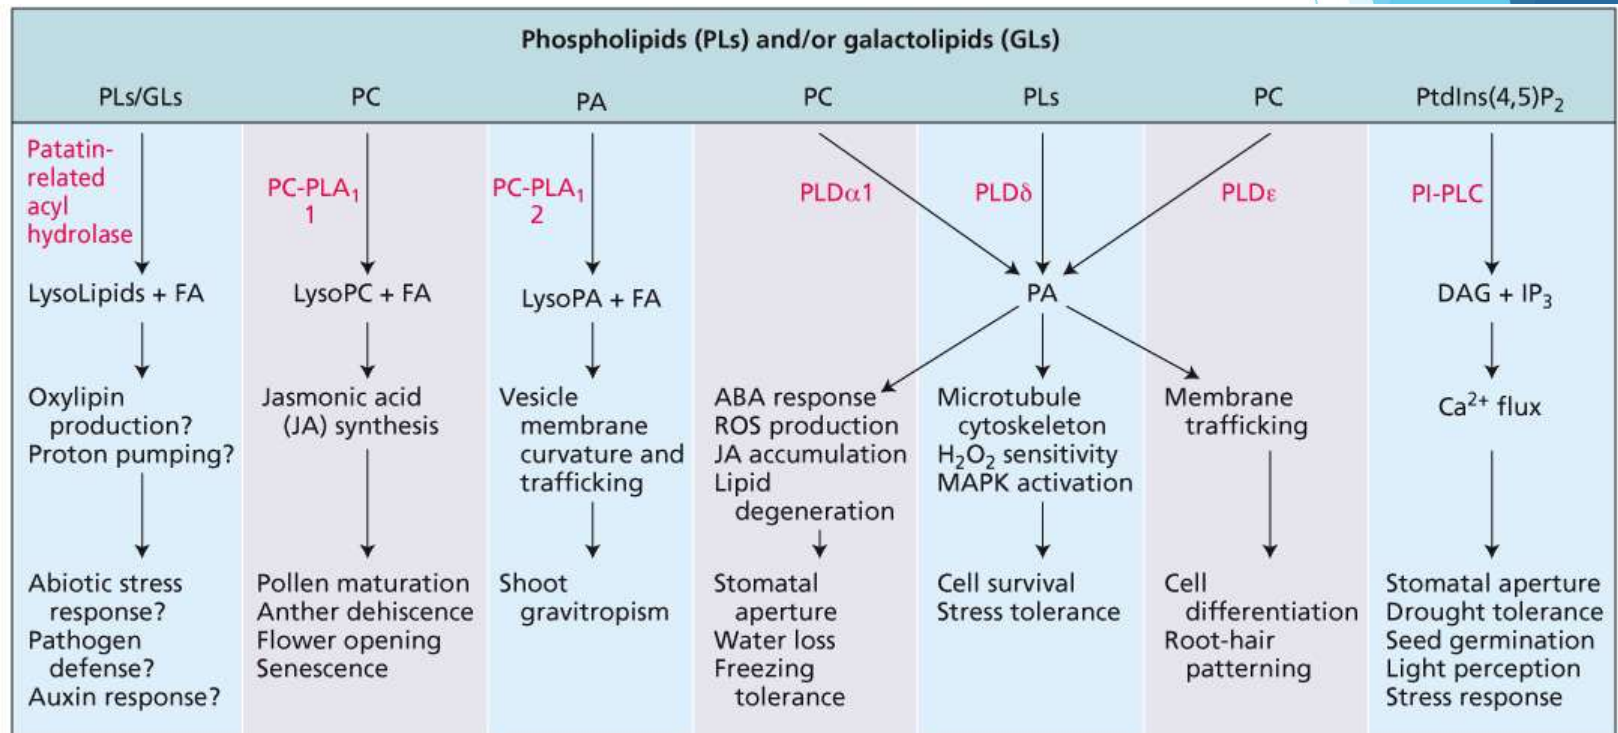 Phospholipids (PLs) and/or galactolipids (GLs)
PLs/GLs
PC
PA
PC
PLs
PC
PtdIns(4,5)P₂
Patatin-
related
acyl
hydrolase
PC-PLA₁
1
PC-PLA₁
2
PLDα1
PLDδ
PLDε
PI-PLC
LysoLipids + FA
LysoPC + FA
LysoPA + FA
PA
DAG + IP₃
Oxylipin
production?
Proton pumping?
Jasmonic acid
(JA) synthesis
Vesicle
membrane
curvature and
trafficking
ABA response
ROS production
JA accumulation
Lipid
degeneration
Microtubule
cytoskeleton
H₂O₂ sensitivity
MAPK activation
Membrane
trafficking
Ca²⁺ flux
Abiotic stress
response?
Pathogen
defense?
Auxin response?
Pollen maturation
Anther dehiscence
Flower opening
Senescence
Shoot
gravitropism
Stomatal
aperture
Water loss
Freezing
tolerance
Cell survival
Stress tolerance
Cell
differentiation
Root-hair
patterning
Stomatal aperture
Drought tolerance
Seed germination
Light perception
Stress response